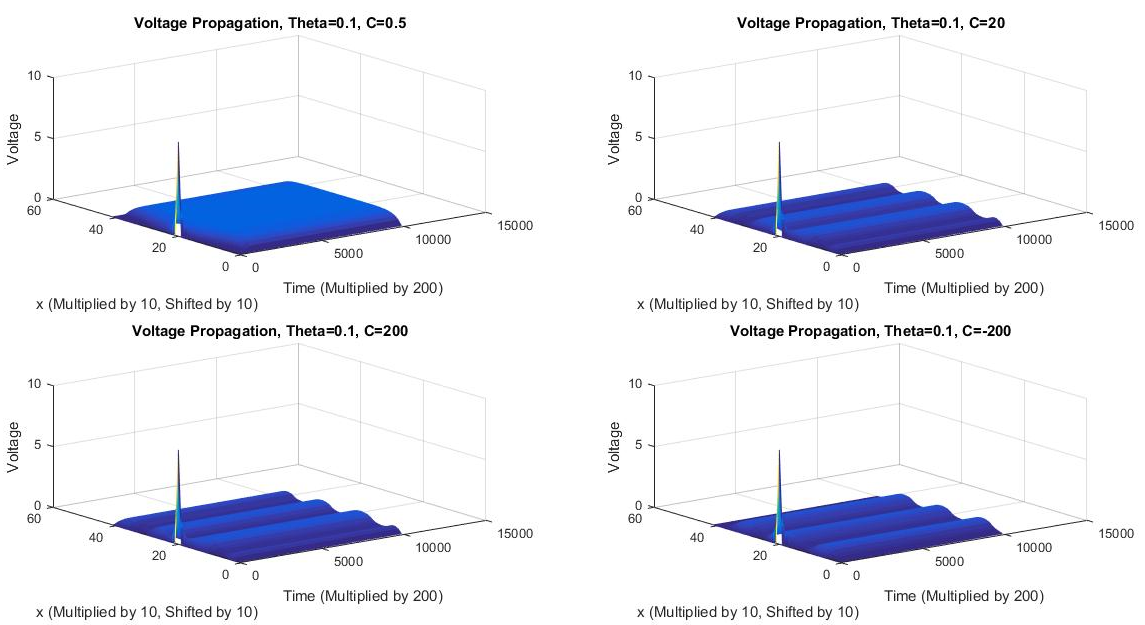 Voltage Propagation, Theta=0.1, C=0.5
10
5
0
Voltage
60
40
20
0
0
5000
10000
15000
Time (Multiplied by 200)
x (Multiplied by 10, Shifted by 10)
Voltage Propagation, Theta=0.1, C=20
10
5
0
Voltage
60
40
20
0
0
5000
10000
15000
Time (Multiplied by 200)
x (Multiplied by 10, Shifted by 10)
Voltage Propagation, Theta=0.1, C=200
10
5
0
Voltage
60
40
20
0
0
5000
10000
15000
Time (Multiplied by 200)
x (Multiplied by 10, Shifted by 10)
Voltage Propagation, Theta=0.1, C=-200
10
5
0
Voltage
60
40
20
0
0
5000
10000
15000
Time (Multiplied by 200)
x (Multiplied by 10, Shifted by 10)